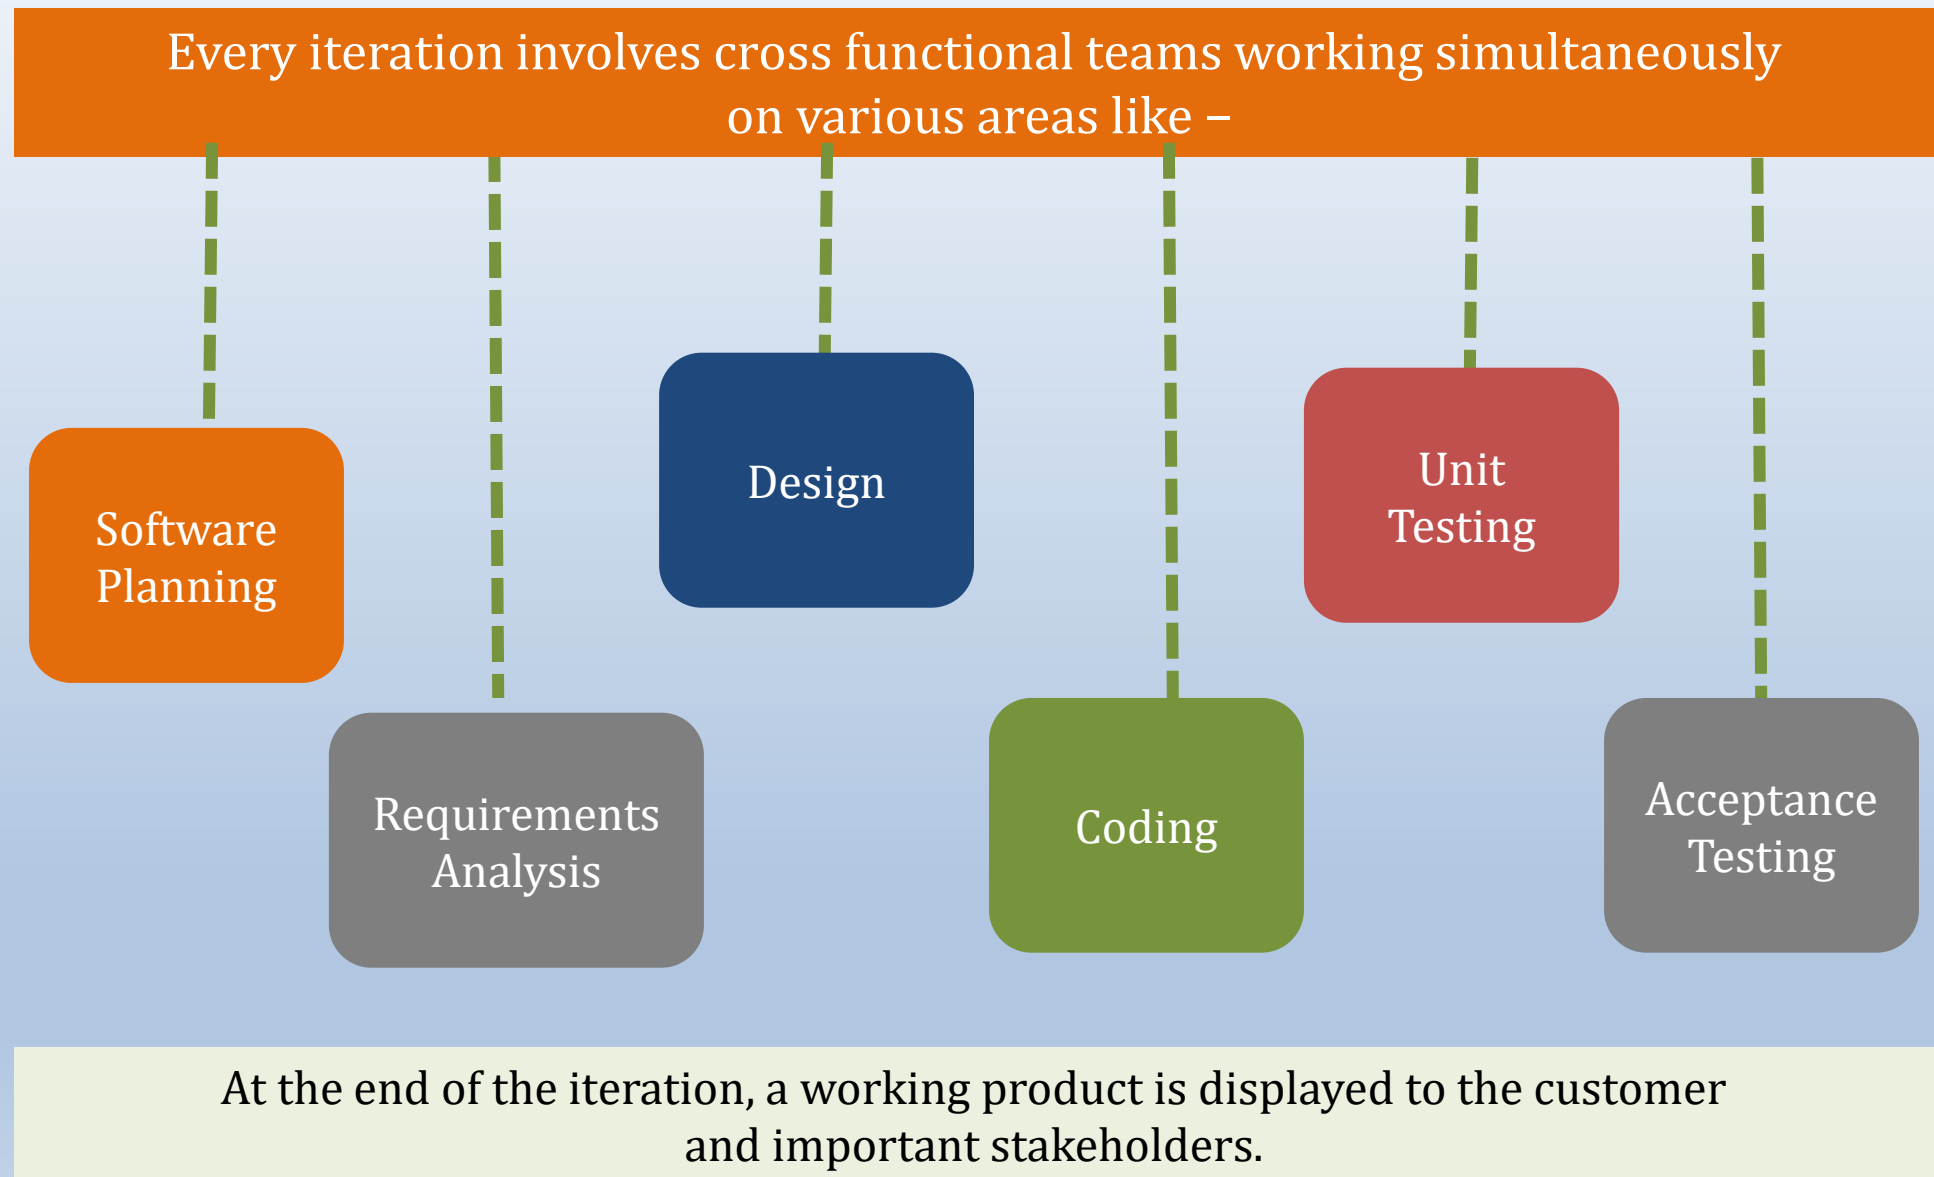 Every iteration involves cross functional teams working simultaneously
on various areas like –
Software
Planning
Requirements
Analysis
Design
Coding
Unit
Testing
Acceptance
Testing
At the end of the iteration, a working product is displayed to the customer
and important stakeholders.